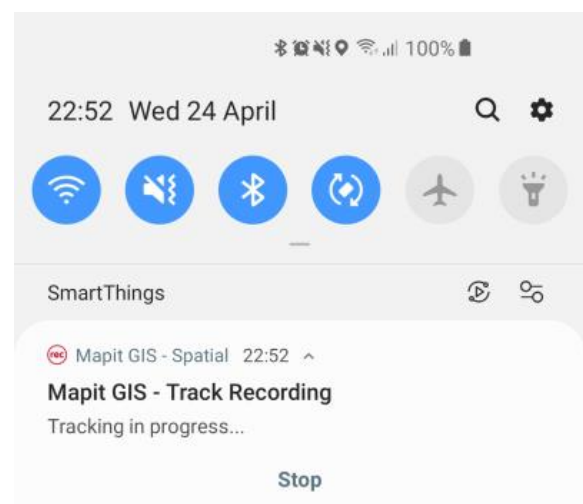 100%
22:52 Wed 24 April
SmartThings
rec Mapit GIS - Spatial 22:52
Mapit GIS - Track Recording
Tracking in progress...
Stop